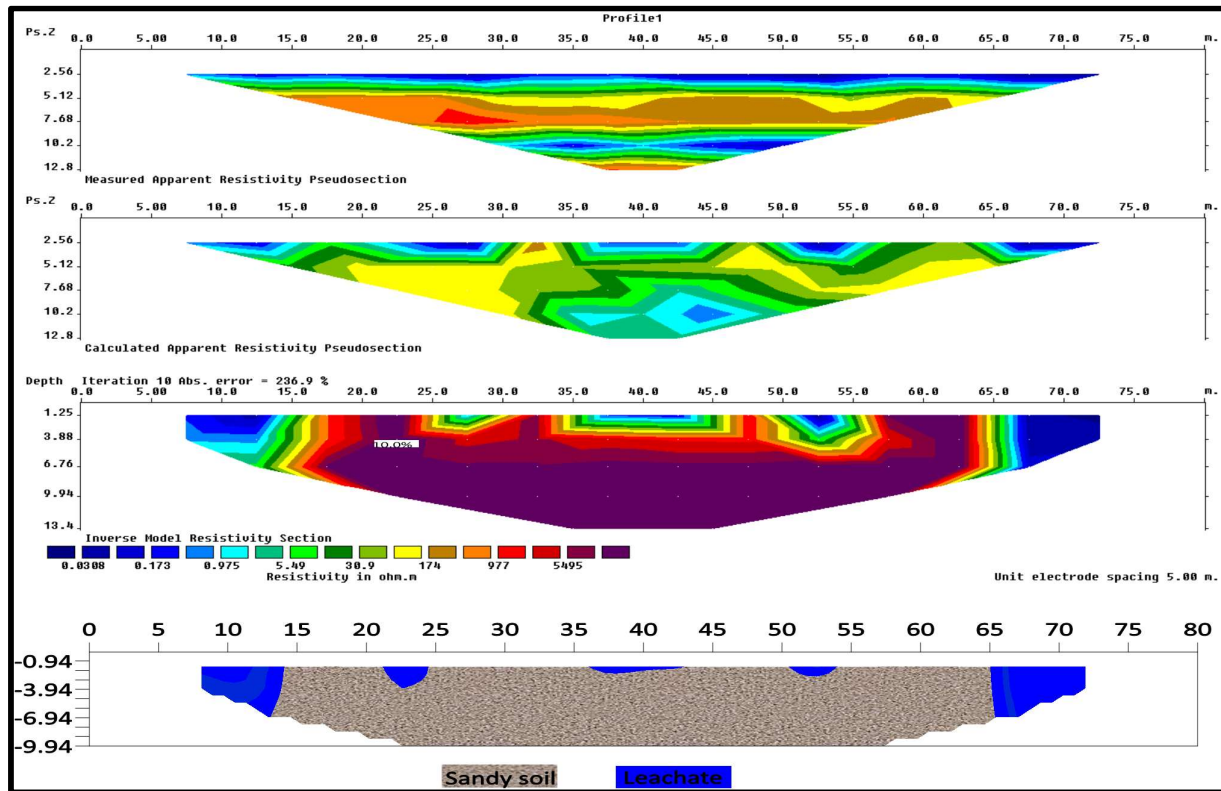 Profile1
Ps.Z 0.0 5.00 10.0 15.0 20.0 25.0 30.0 35.0 40.0 45.0 50.0 55.0 60.0 65.0 70.0 75.0 m.
2.56
5.12
7.68
10.2
12.8
Measured Apparent Resistivity Pseudosection
Ps.Z 0.0 5.00 10.0 15.0 20.0 25.0 30.0 35.0 40.0 45.0 50.0 55.0 60.0 65.0 70.0 75.0 m.
2.56
5.12
7.68
10.2
12.8
Calculated Apparent Resistivity Pseudosection
Depth Iteration 10 Abs. error = 236.9 %
0.0 5.00 10.0 15.0 20.0 25.0 30.0 35.0 40.0 45.0 50.0 55.0 60.0 65.0 70.0 75.0 m.
1.25
3.88
10.0%
6.76
9.94
13.4
Inverse Model Resistivity Section
0.0308 0.173 0.975 5.49 30.9 174 977 5495
Resistivity in ohm.m
Unit electrode spacing 5.00 m.
0 5 10 15 20 25 30 35 40 45 50 55 60 65 70 75 80
-0.94
-3.94
-6.94
-9.94
Sandy soil Leachate